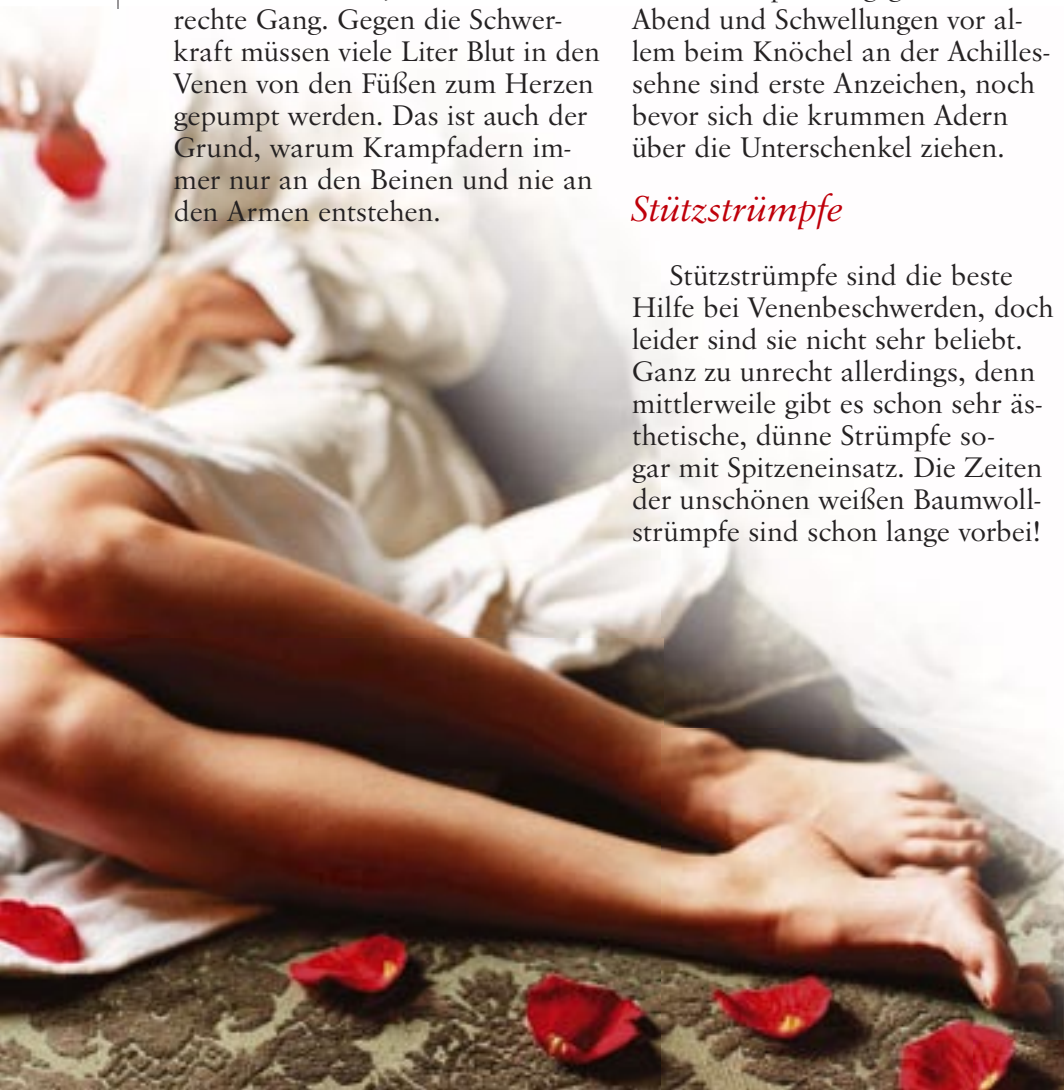 rechte Gang. Gegen die Schwer-
kraft müssen viele Liter Blut in den
Venen von den Füßen zum Herzen
gepumpt werden. Das ist auch der
Grund, warum Krampfadern im-
mer nur an den Beinen und nie an
den Armen entstehen.
Abend und Schwellungen vor al-
lem beim Knöchel an der Achilles-
sehne sind erste Anzeichen, noch
bevor sich die krummen Adern
über die Unterschenkel ziehen.
Stützstrümpfe
Stützstrümpfe sind die beste
Hilfe bei Venenbeschwerden, doch
leider sind sie nicht sehr beliebt.
Ganz zu unrecht allerdings, denn
mittlerweile gibt es schon sehr äs-
thetische, dünne Strümpfe so-
gar mit Spitzeneinsatz. Die Zeiten
der unschönen weißen Baumwoll-
strümpfe sind schon lange vorbei!